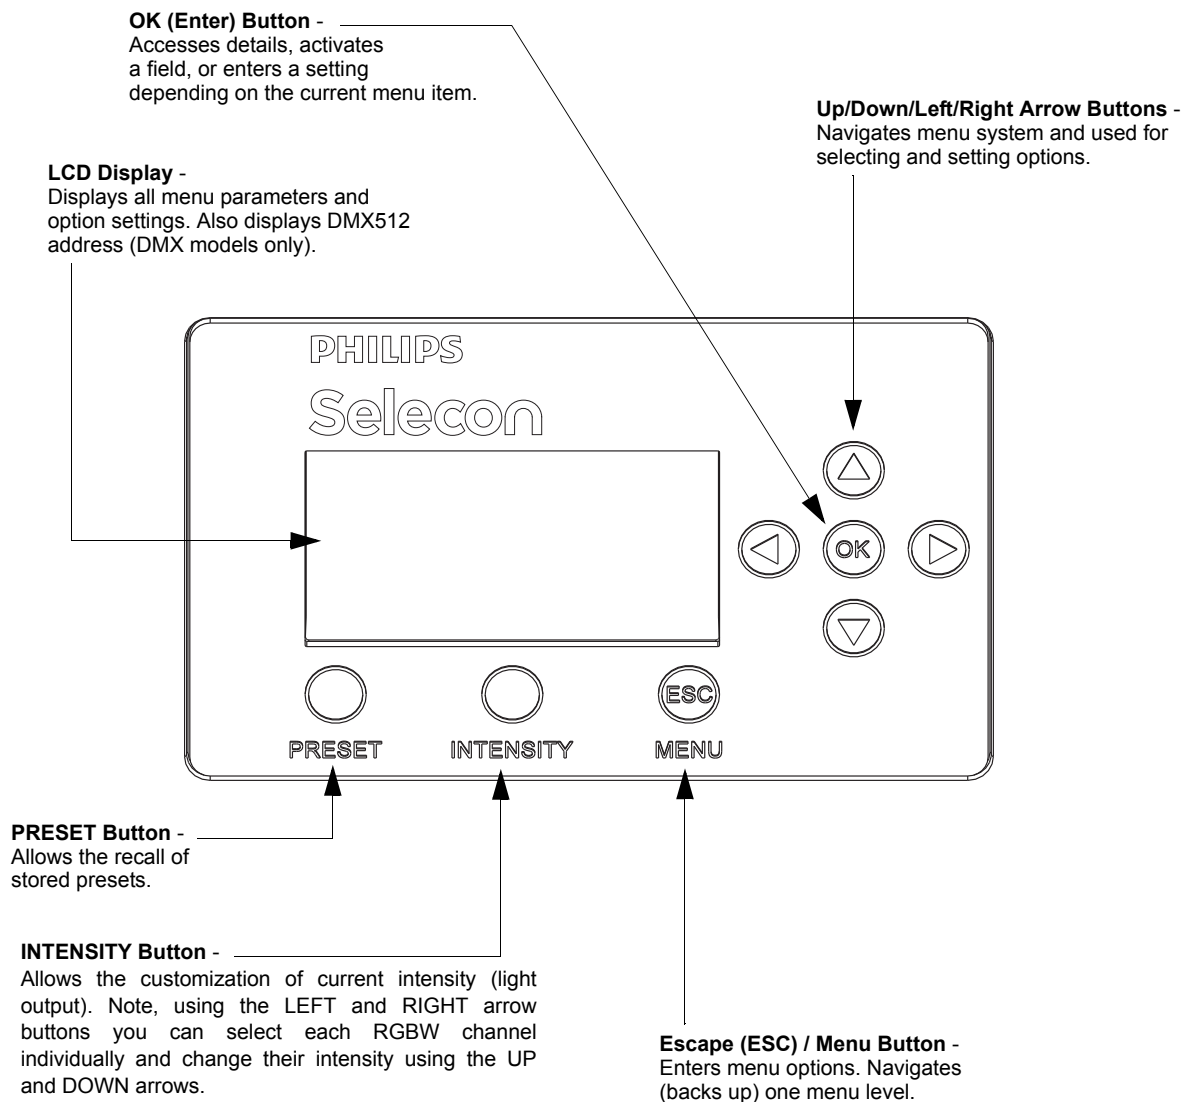 OK (Enter) Button -
Accesses details, activates
a field, or enters a setting
depending on the current menu item.
Up/Down/Left/Right Arrow Buttons -
Navigates menu system and used for
selecting and setting options.
LCD Display -
Displays all menu parameters and
option settings. Also displays DMX512
address (DMX models only).
PHILIPS
Selecon
OK
ESC
PRESET
INTENSITY
MENU
PRESET Button -
Allows the recall of
stored presets.
INTENSITY Button -
Allows the customization of current intensity (light
output). Note, using the LEFT and RIGHT arrow
buttons you can select each RGBW channel
individually and change their intensity using the UP
and DOWN arrows.
Escape (ESC) / Menu Button -
Enters menu options. Navigates
(backs up) one menu level.